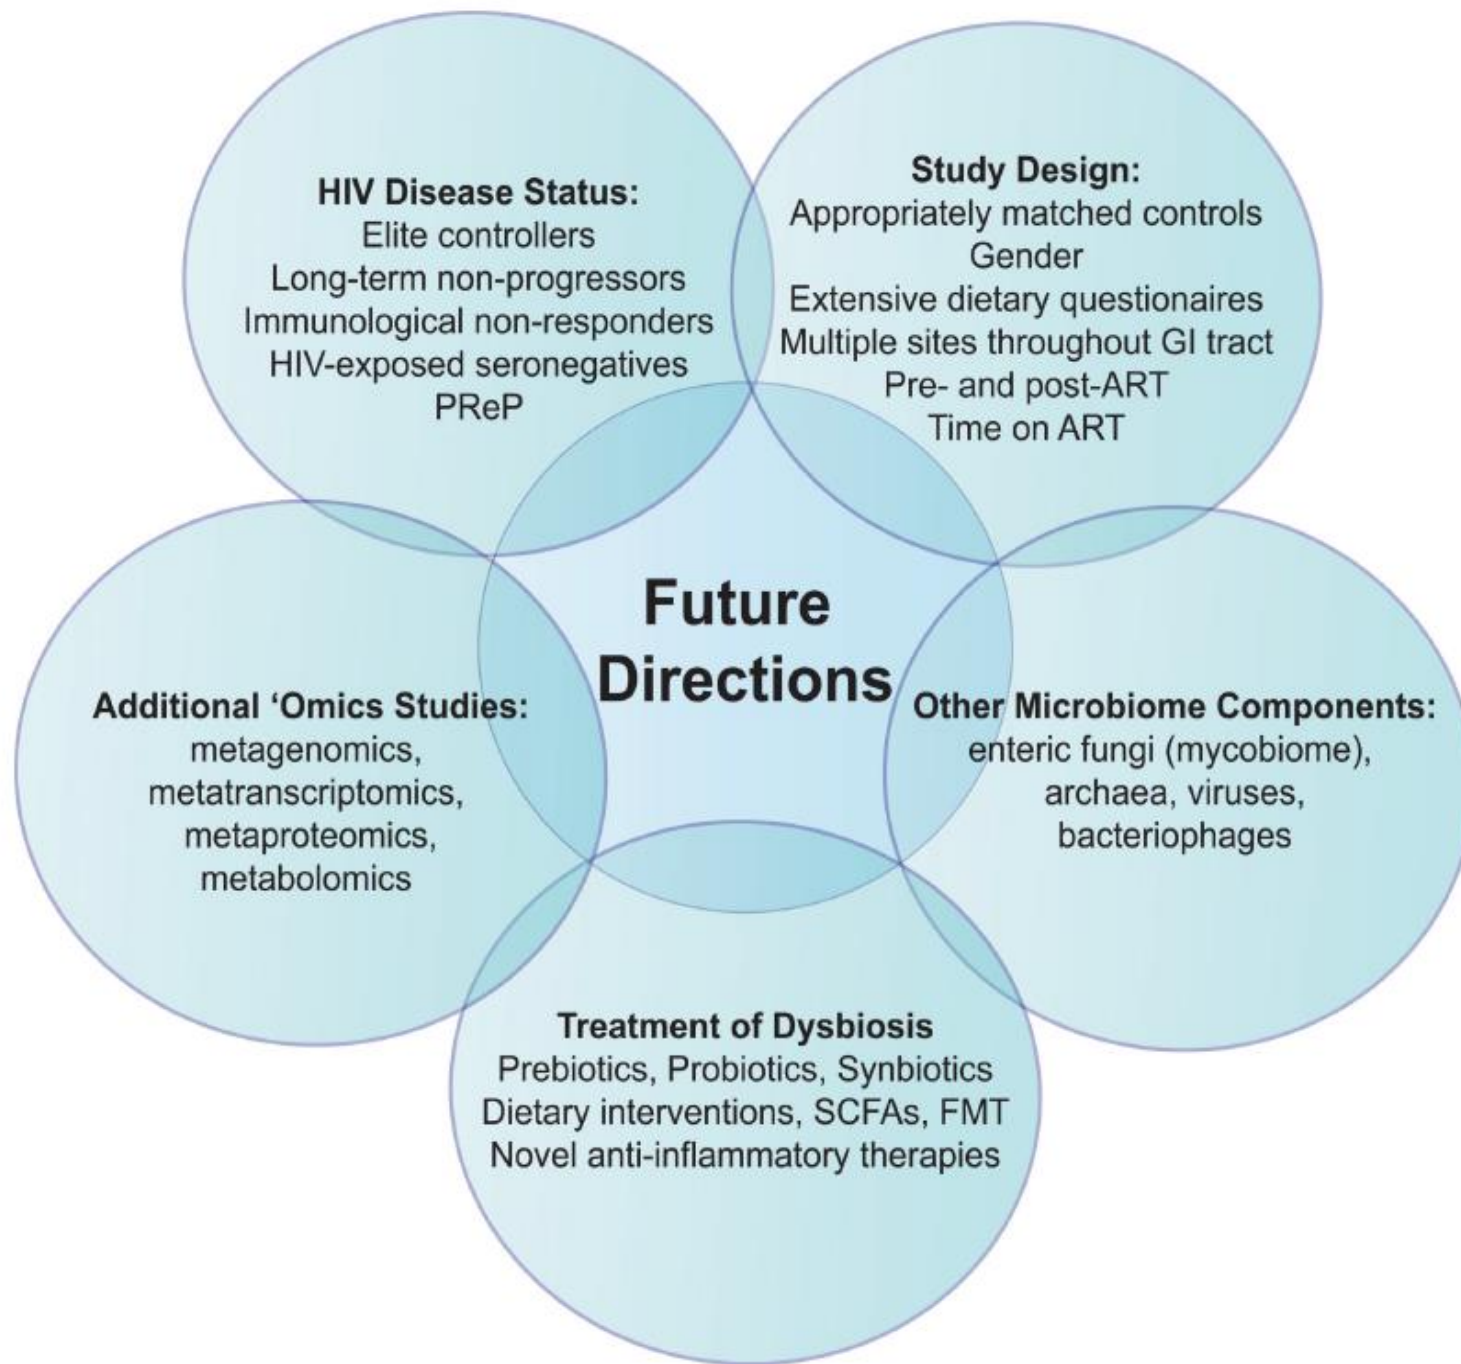 HIV Disease Status:
Elite controllers
Long-term non-progressors
Immunological non-responders
HIV-exposed seronegatives
PReP
Study Design:
Appropriately matched controls
Gender
Extensive dietary questionaires
Multiple sites throughout GI tract
Pre- and post-ART
Time on ART
Future
Directions
Additional ‘Omics Studies:
metagenomics,
metatranscriptomics,
metaproteomics,
metabolomics
Other Microbiome Components:
enteric fungi (mycobiome),
archaea, viruses,
bacteriophages
Treatment of Dysbiosis
Prebiotics, Probiotics, Synbiotics
Dietary interventions, SCFAs, FMT
Novel anti-inflammatory therapies